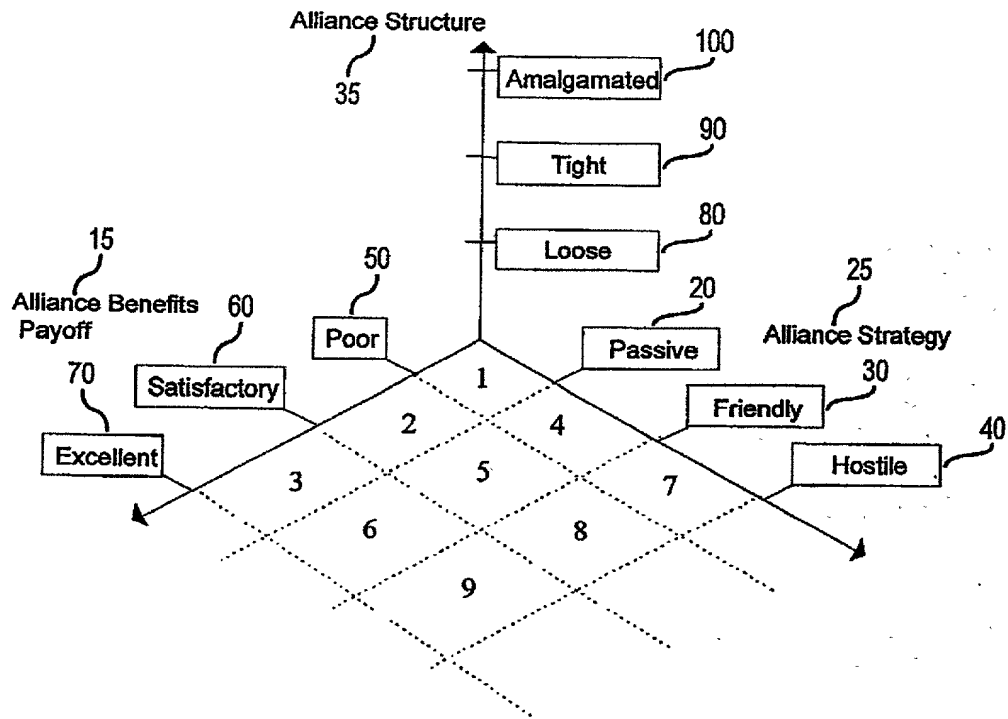 Alliance Structure
35
100
Amalgamated
90
Tight
80
Loose
15
Alliance Benefits
Payoff
50
Poor
60
Satisfactory
70
Excellent
20
Passive
25
Alliance Strategy
30
Friendly
40
Hostile
1
2
4
3
5
7
6
8
9